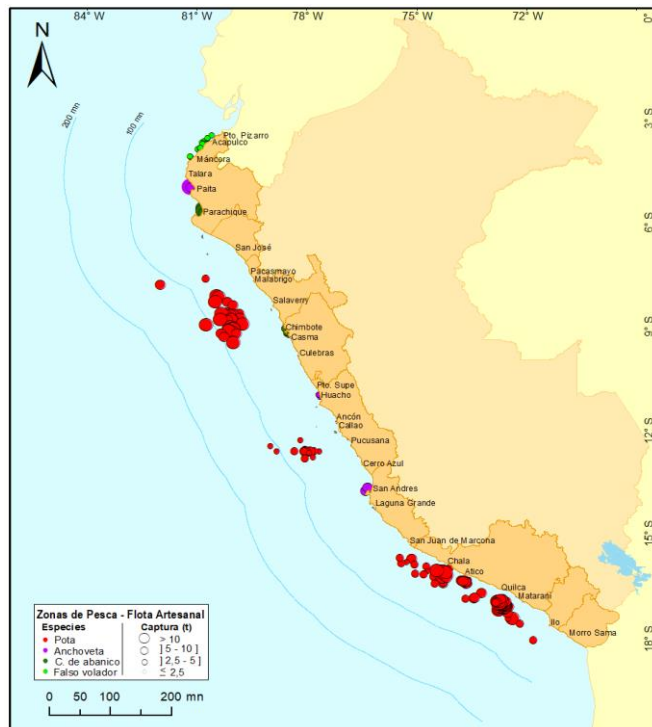 84° W
81° W
78° W
75° W
72° W
0°
3°S
6°S
9°S
12°S
15°S
18°S
N
200 mn
100 mn
Pto. Pizarro
Acapulco
Máncora
Talara
Paita
Parachique
San José
Pacasmayo
Malabrigo
Salaverry
Chimbote
Casma
Culebras
Pto. Supe
Huacho
Ancón
Callao
Pucusana
Cerro Azul
San Andres
Laguna Grande
San Juan de Marcona
Chala
Atico
Quilca
Matarani
Ilo
Morro Sama
Zonas de Pesca - Flota Artesanal
Especies
Pota
Anchoveta
C. de abanico
Falso volador
Captura (t)
> 10
] 5 - 10 ]
] 2,5 - 5 ]
≤ 2,5
0 50 100 200 mn